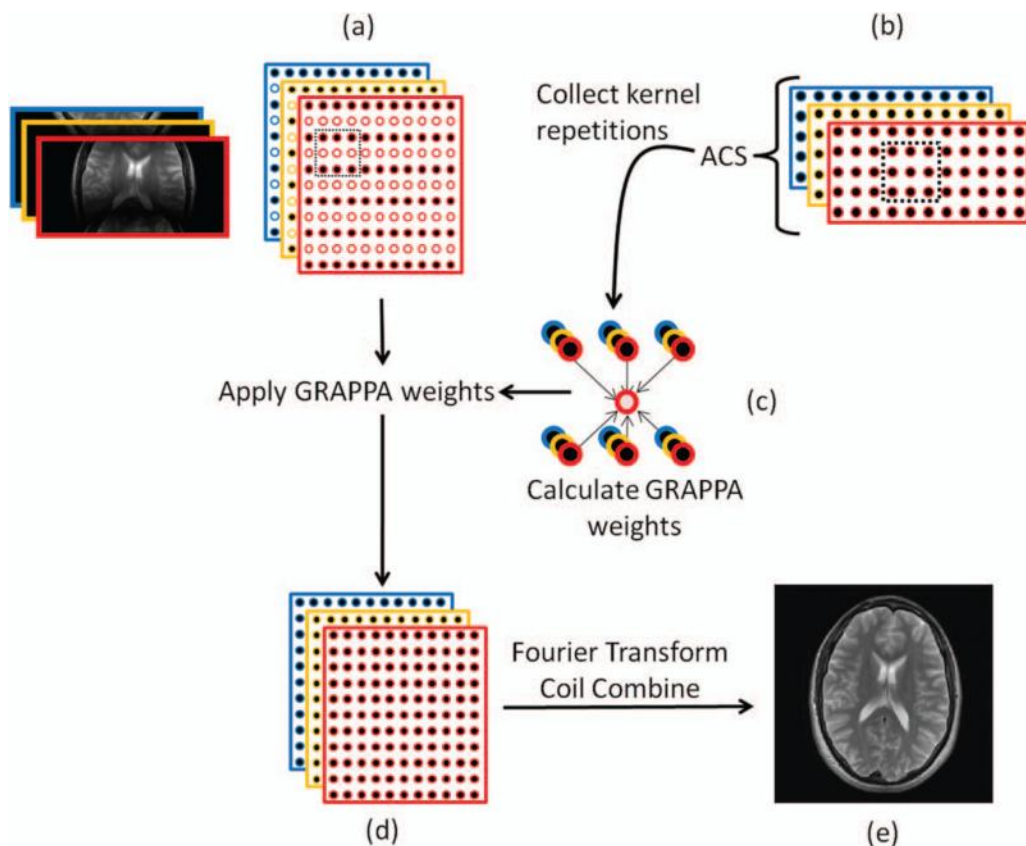 (a)
(b)
Collect kernel
repetitions
ACS
Apply GRAPPA weights
(c)
Calculate GRAPPA
weights
Fourier Transform
Coil Combine
(d)
(e)